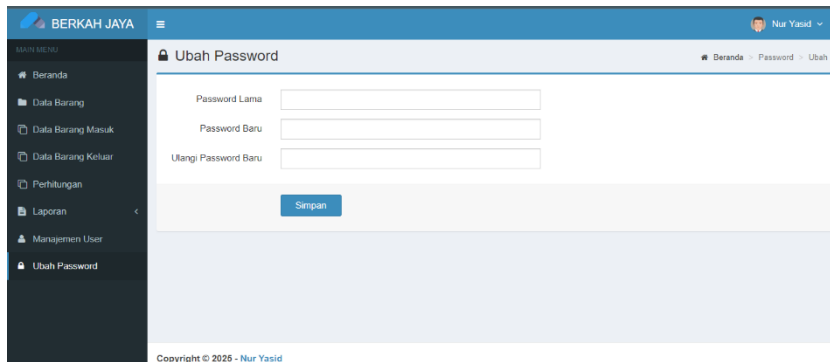 BERKAH JAYA
Nur Yasid
MAIN MENU
Beranda
Data Barang
Data Barang Masuk
Data Barang Keluar
Perhitungan
Laporan
Manajemen User
Ubah Password
Ubah Password
Beranda > Password > Ubah
Password Lama
Password Baru
Ulangi Password Baru
Simpan
Copyright © 2025 - Nur Yasid